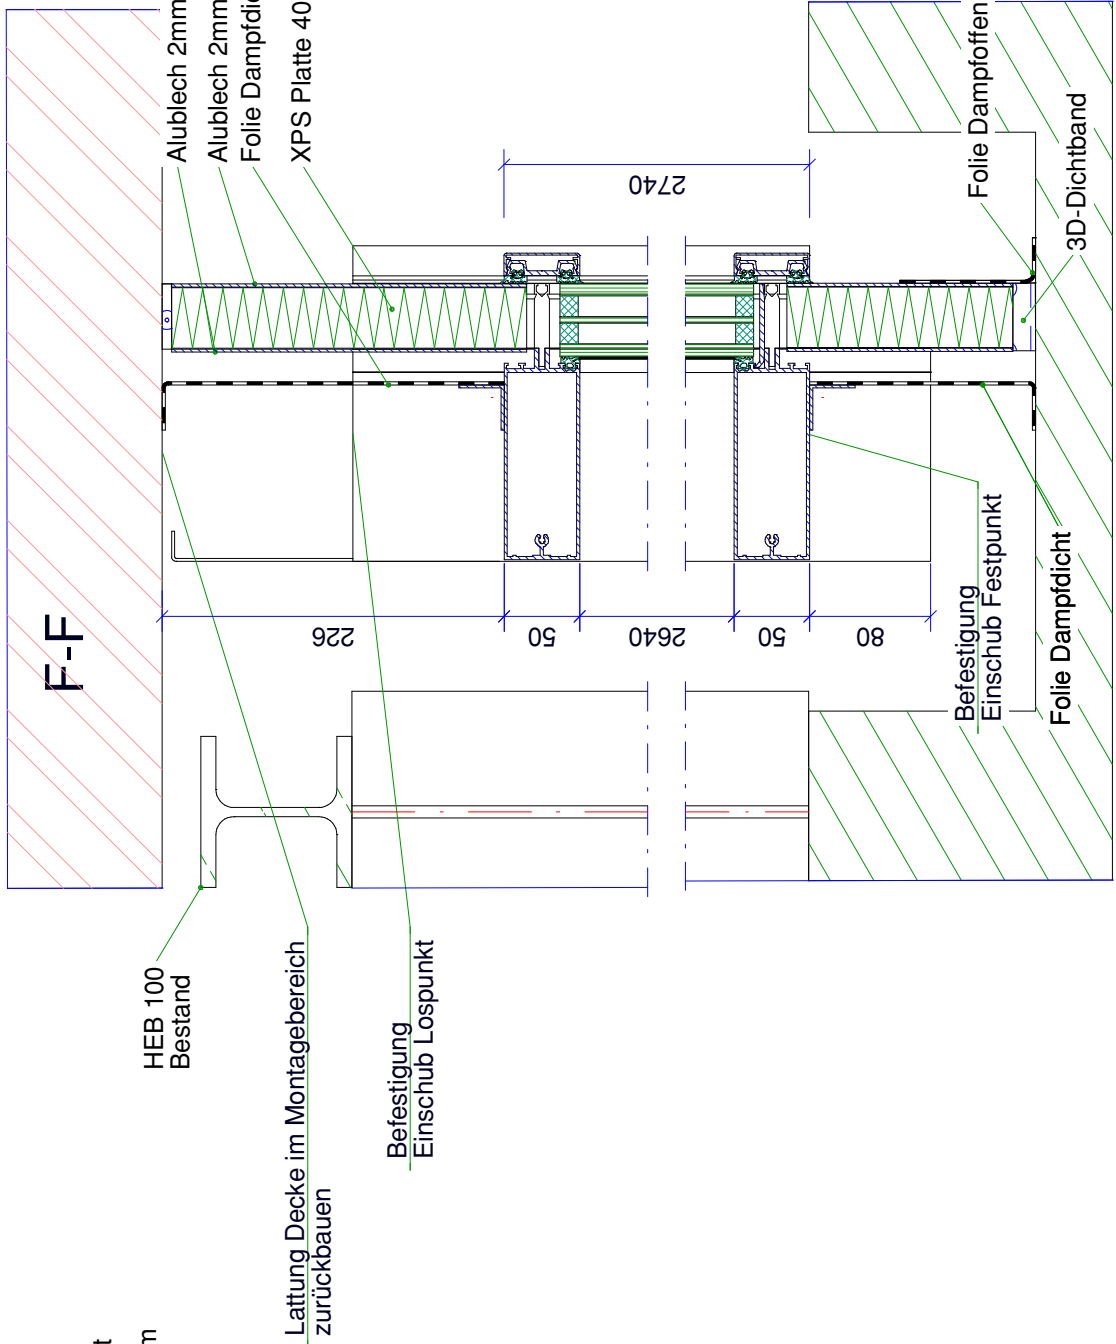 F-F
Alublech 2mm
Alublech 2mm
Folie Dampfdic
XPS Platte 40
2740
Folie Dampfoffen
3D-Dichtband
226
50
2640
50
80
Befestigung
Einschub Festpunkt
Folie Dampfdicht
HEB 100
Bestand
Lattung Decke im Montagebereich
zurückbauen
Befestigung
Einschub Lospunkt
t
m